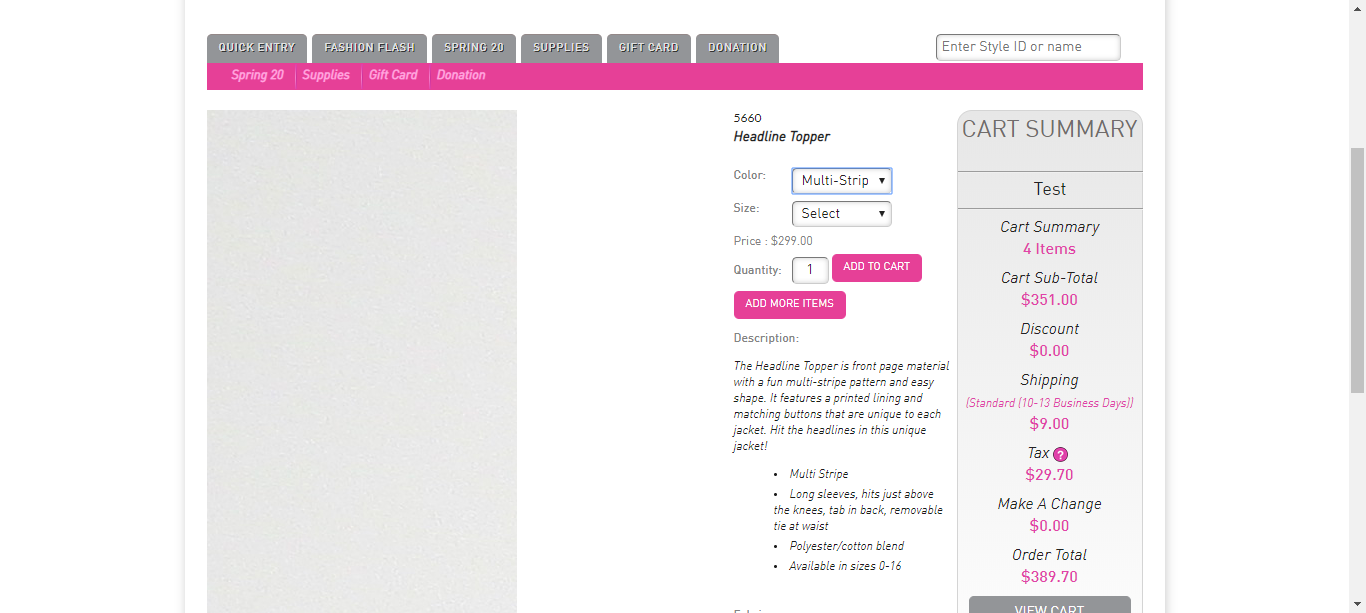 QUICK ENTRY
FASHION FLASH
SPRING 20
SUPPLIES
GIFT CARD
DONATION
Enter Style ID or name
Spring 20
Supplies
Gift Card
Donation
5660
Headline Topper
Color:
Multi-Strip
Size:
Select
Price : $299.00
Quantity:
1
ADD TO CART
ADD MORE ITEMS
Description:
The Headline Topper is front page material
with a fun multi-stripe pattern and easy
shape. It features a printed lining and
matching buttons that are unique to each
jacket. Hit the headlines in this unique
jacket!
• Multi Stripe
• Long sleeves, hits just above
the knees, tab in back, removable
tie at waist
• Polyester/cotton blend
• Available in sizes 0-16
CART SUMMARY
Test
Cart Summary
4 Items
Cart Sub-Total
$351.00
Discount
$0.00
Shipping
(Standard (10-13 Business Days))
$9.00
Tax ?
$29.70
Make A Change
$0.00
Order Total
$389.70
VIEW CART